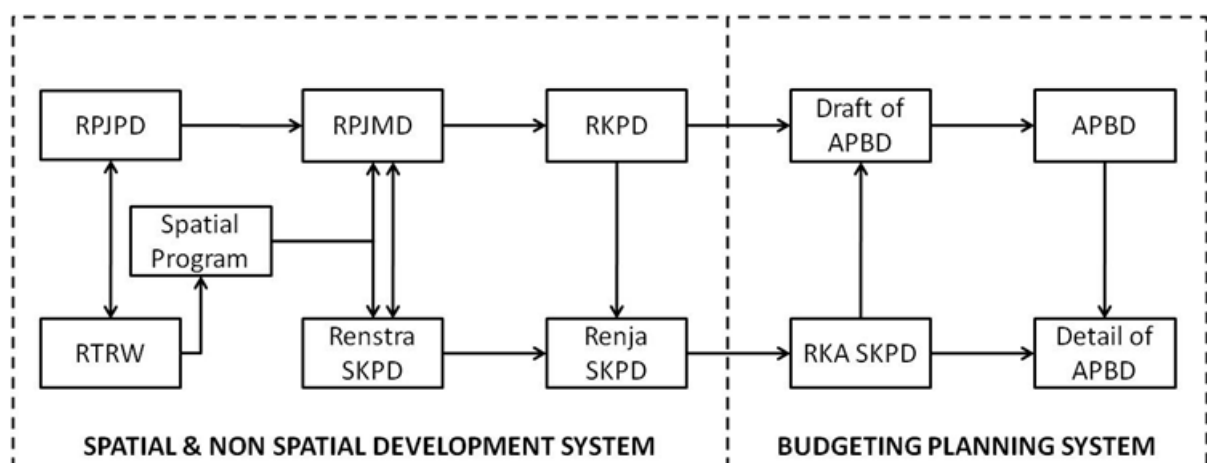 RPJPD
RPJMD
RKPD
Draft of
APBD
APBD
Spatial
Program
RTRW
Renstra
SKPD
Renja
SKPD
RKA SKPD
Detail of
APBD
SPATIAL & NON SPATIAL DEVELOPMENT SYSTEM
BUDGETING PLANNING SYSTEM